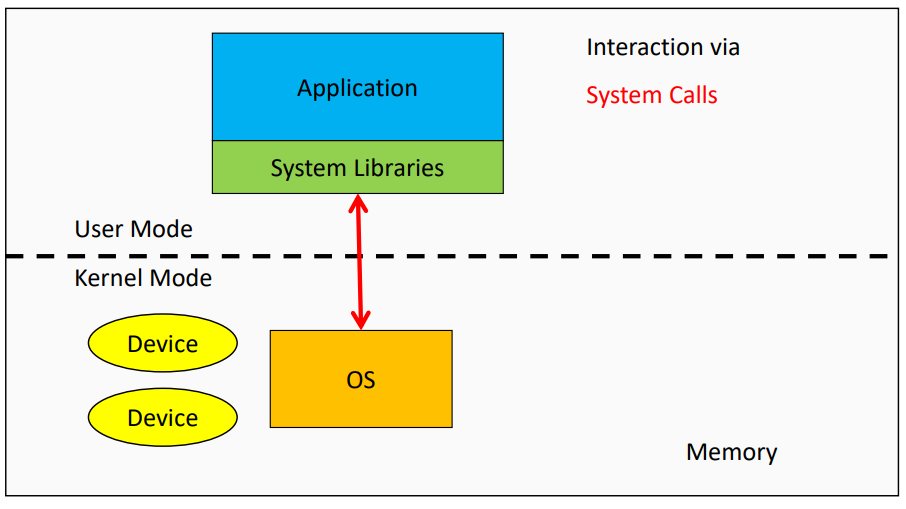 Application
Interaction via
System Calls
System Libraries
User Mode
Kernel Mode
Device
OS
Device
Memory